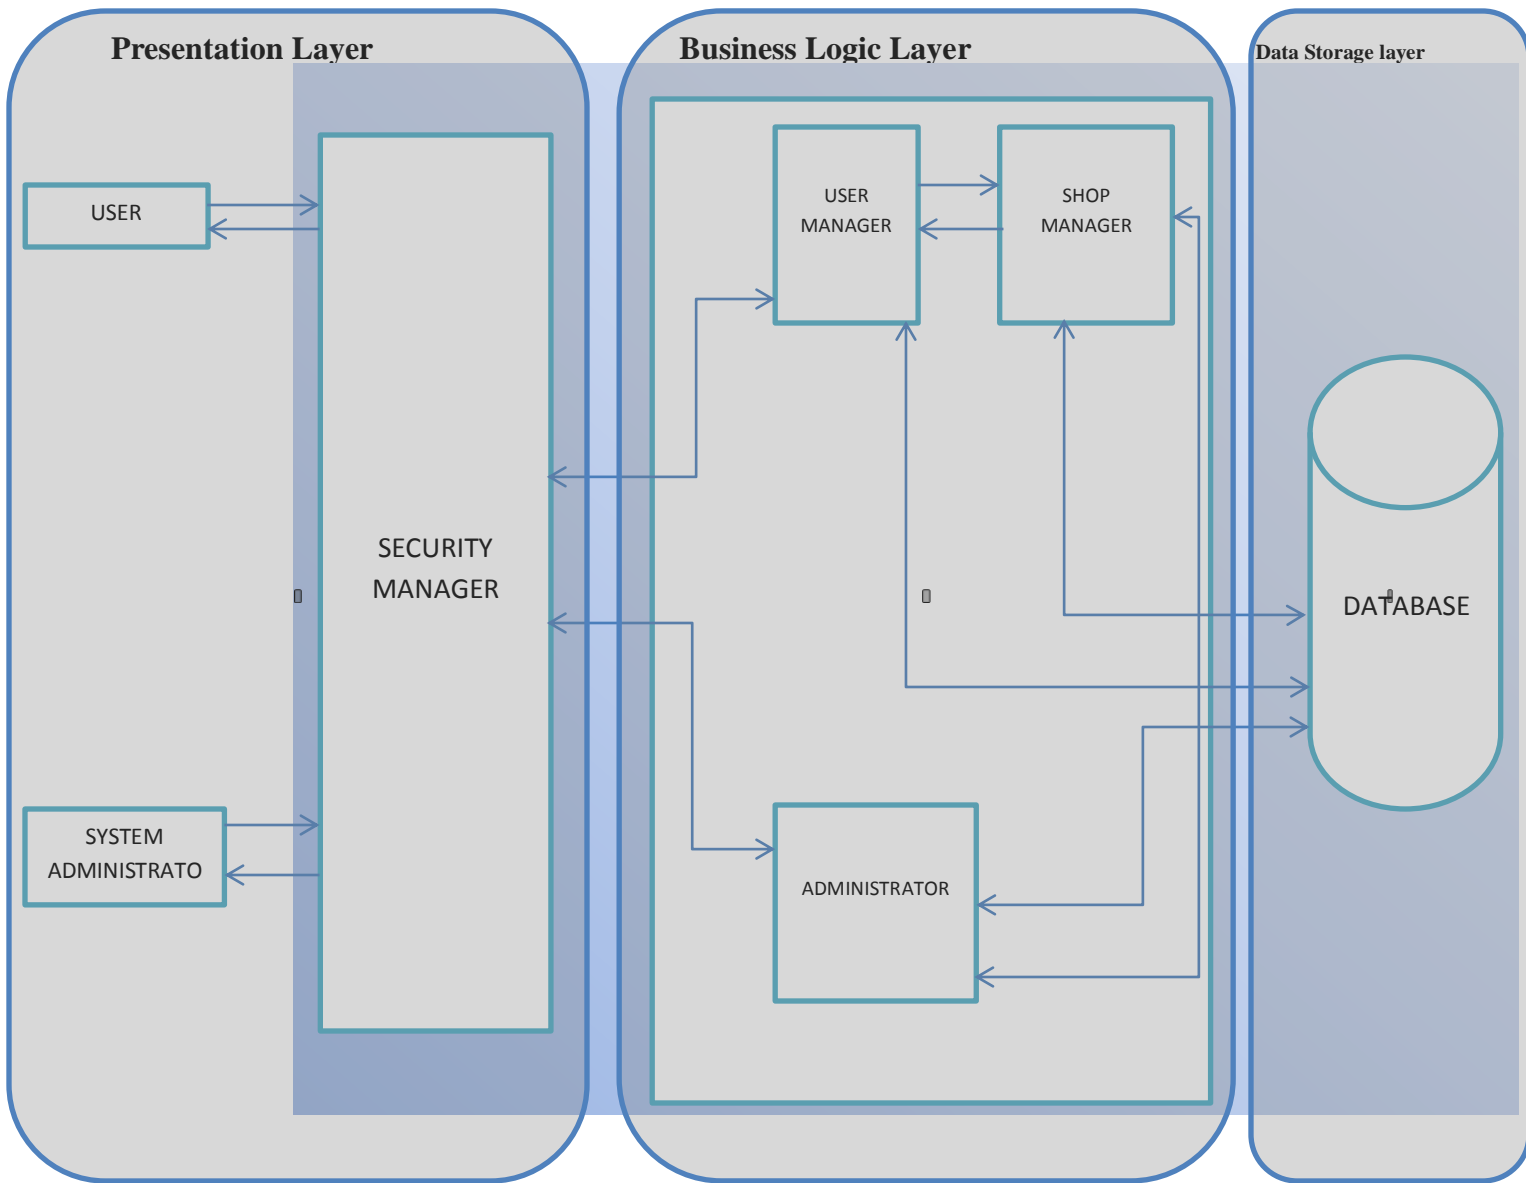 Presentation Layer
Business Logic Layer
Data Storage layer
USER
USER
MANAGER
SHOP
MANAGER
SECURITY
MANAGER
DATABASE
SYSTEM
ADMINISTRATO
ADMINISTRATOR